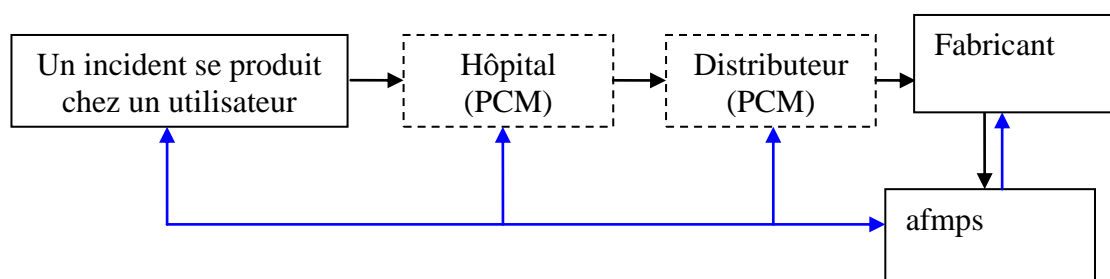 Un incident se produit
chez un utilisateur
Hôpital
(PCM)
Distributeur
(PCM)
Fabricant
afmps